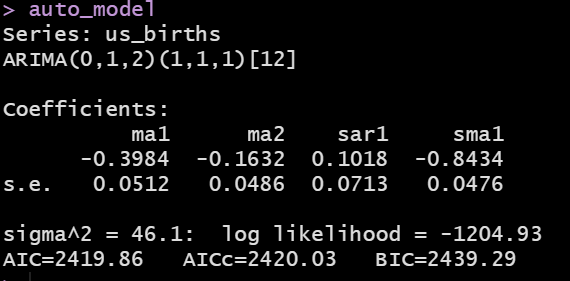 > auto_model
Series: us_births
ARIMA(0,1,2)(1,1,1)[12]
Coefficients:
ma1 ma2 sar1 sma1
-0.3984 -0.1632 0.1018 -0.8434
s.e. 0.0512 0.0486 0.0713 0.0476
sigma^2 = 46.1: log likelihood = -1204.93
AIC=2419.86 AICc=2420.03 BIC=2439.29